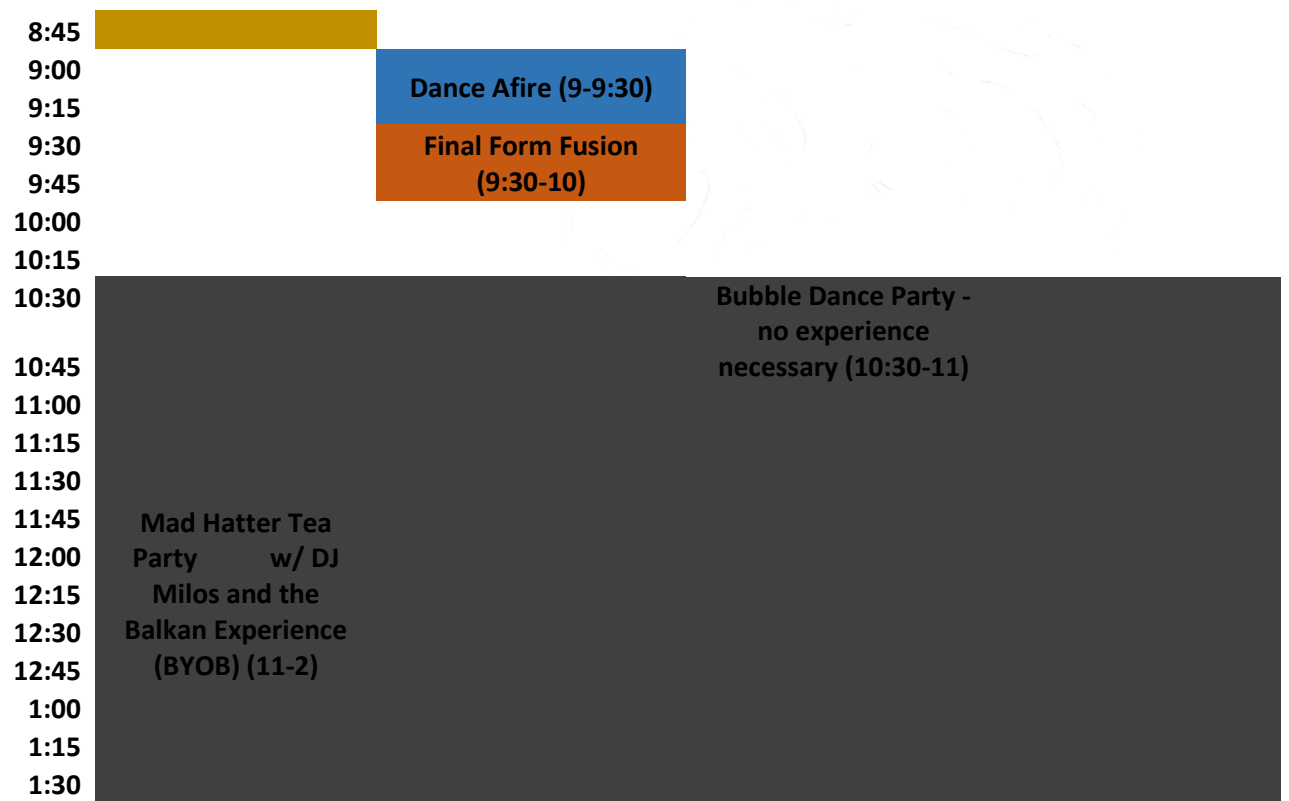 8:45
9:00
Dance Afire (9-9:30)
9:15
9:30
Final Form Fusion
9:45
(9:30-10)
10:00
10:15
10:30
Bubble Dance Party -
no experience
10:45
necessary (10:30-11)
11:00
11:15
11:30
11:45
Mad Hatter Tea
12:00
Party w/ DJ
12:15
Milos and the
12:30
Balkan Experience
12:45
(BYOB) (11-2)
1:00
1:15
1:30